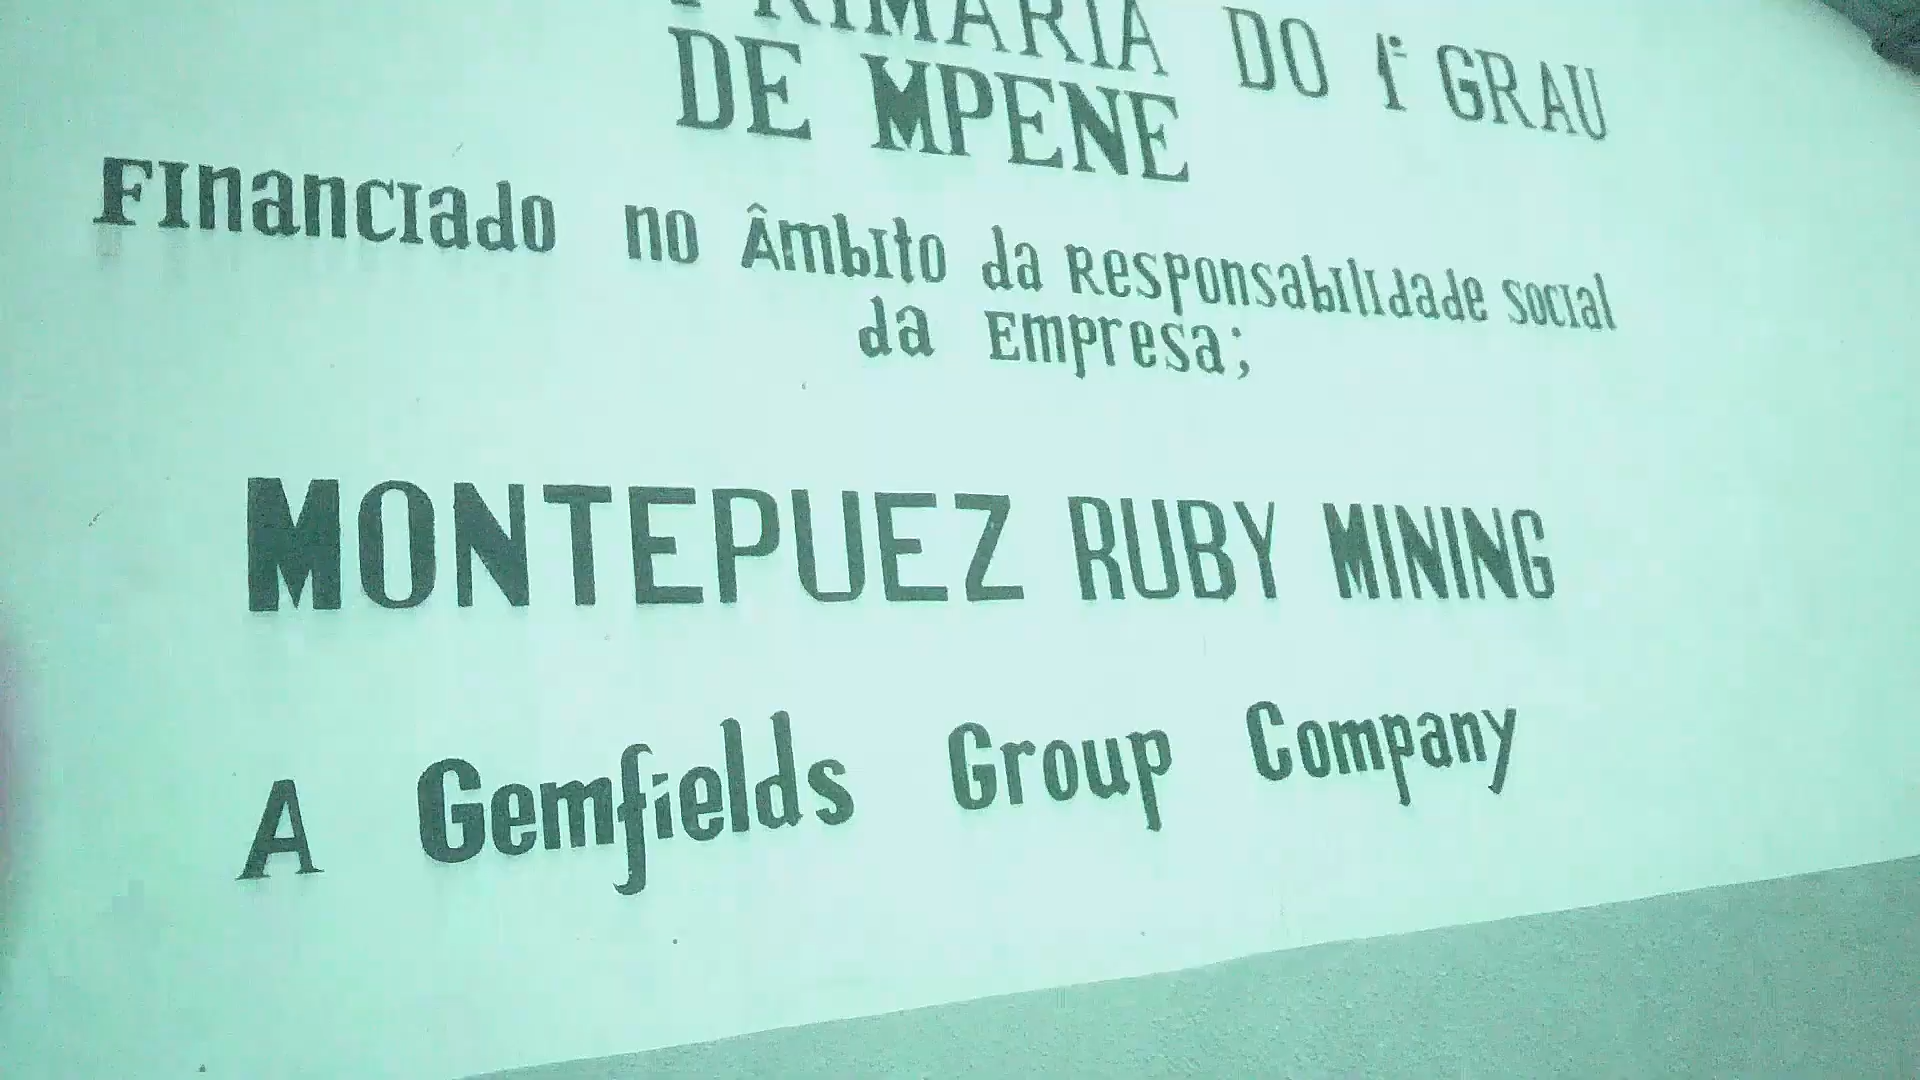 PRIMARIA DO 1º GRAU
DE MPENE
Financiado no Âmbito da Responsabilidade Social
da Empresa;
MONTEPUEZ RUBY MINING
A Gemfields Group Company